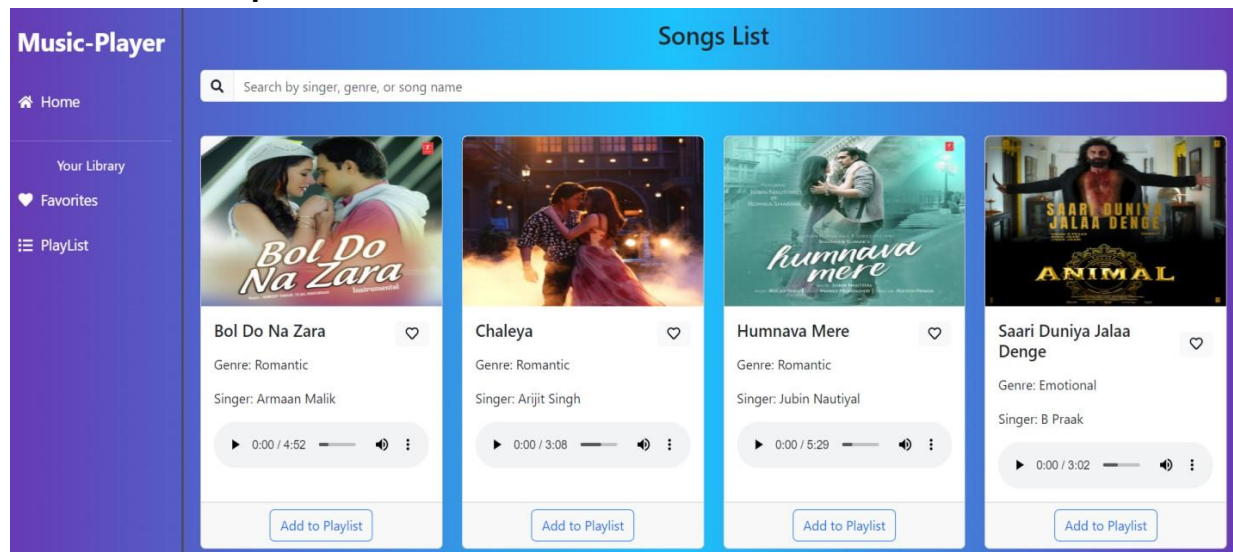 Music-Player
Home
Your Library
Favorites
PlayList
Songs List
Search by singer, genre, or song name
Bol Do
Na Zara
Instrumental
Bol Do Na Zara
Genre: Romantic
Singer: Armaan Malik
0:00 / 4:52
Add to Playlist
Chaleya
Genre: Romantic
Singer: Arijit Singh
0:00 / 3:08
Add to Playlist
JUBIN NAUTIYAL
humnava
mere
Humnava Mere
Genre: Romantic
Singer: Jubin Nautiyal
0:00 / 5:29
Add to Playlist
SAARI DUNIYA
JALAA DENGE
ANIMAL
Saari Duniya Jalaa
Denge
Genre: Emotional
Singer: B Praak
0:00 / 3:02
Add to Playlist